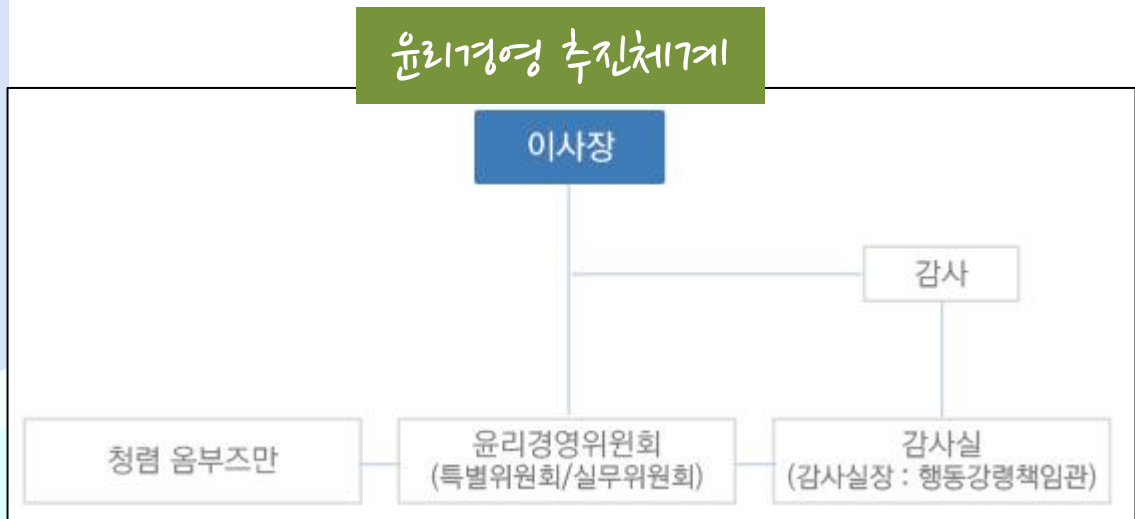 윤리경영 추진체계
이사장
감사
청렴 옴부즈만
윤리경영위원회
(특별위원회/실무위원회)
감사실
(감사실장 : 행동강령책임관)